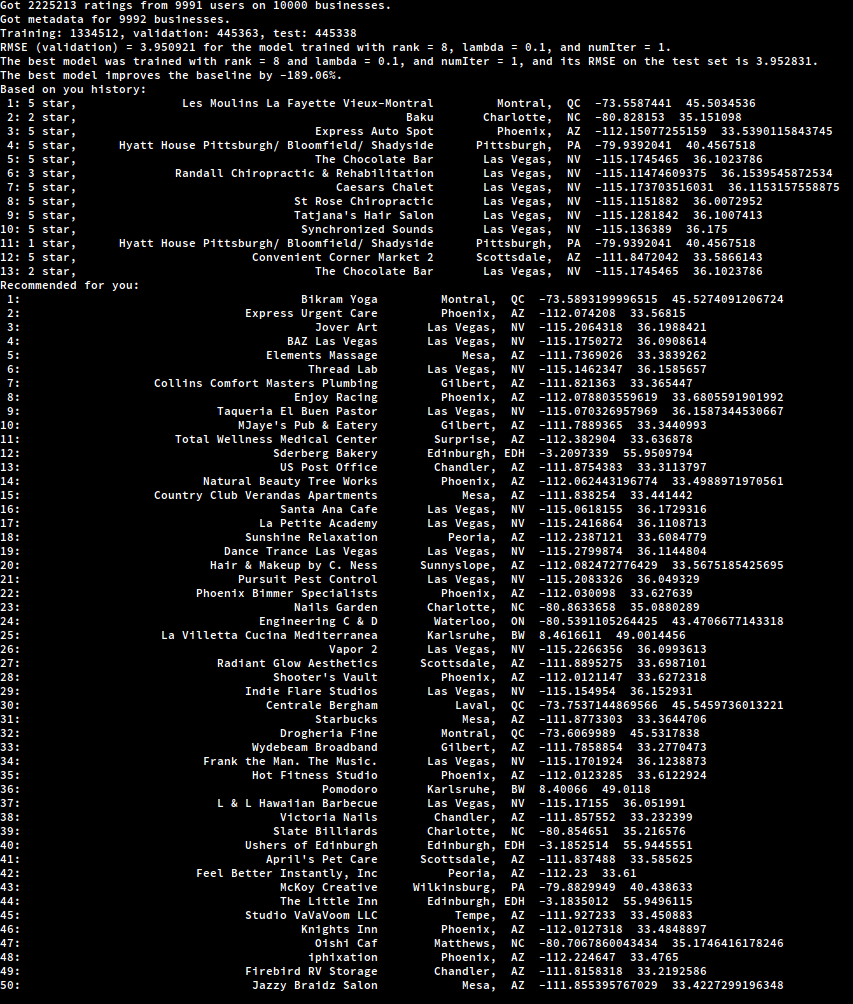 Got 2225213 ratings from 9991 users on 10000 businesses.
Got metadata for 9992 businesses.
Training: 1334512, validation: 445363, test: 445338
RMSE (validation) = 3.950921 for the model trained with rank = 8, lambda = 0.1, and numIter = 1.
The best model was trained with rank = 8 and lambda = 0.1, and numIter = 1, and its RMSE on the test set is 3.952831.
The best model improves the baseline by -189.06%.
Based on you history:
1: 5 star, Les Moulins La Fayette Vieux-Montral Montral, QC -73.5587441 45.5034536
2: 2 star, Baku Charlotte, NC -80.828153 35.151098
3: 5 star, Express Auto Spot Phoenix, AZ -112.15077255159 33.5390115843745
4: 5 star, Hyatt House Pittsburgh/ Bloomfield/ Shadyside Pittsburgh, PA -79.9392041 40.4567518
5: 5 star, The Chocolate Bar Las Vegas, NV -115.1745465 36.1023786
6: 3 star, Randall Chiropractic & Rehabilitation Las Vegas, NV -115.11474609375 36.1539545872534
7: 5 star, Caesars Chalet Las Vegas, NV -115.173703516031 36.1153157558875
8: 5 star, St Rose Chiropractic Las Vegas, NV -115.1151882 36.0072952
9: 5 star, Tatjana's Hair Salon Las Vegas, NV -115.1281842 36.1007413
10: 5 star, Synchronized Sounds Las Vegas, NV -115.136389 36.175
11: 1 star, Hyatt House Pittsburgh/ Bloomfield/ Shadyside Pittsburgh, PA -79.9392041 40.4567518
12: 5 star, Convenient Corner Market 2 Scottsdale, AZ -111.8472042 33.5866143
13: 2 star, The Chocolate Bar Las Vegas, NV -115.1745465 36.1023786
Recommended for you:
1: Bikram Yoga Montral, QC -73.5893199996515 45.5274091206724
2: Express Urgent Care Phoenix, AZ -112.074208 33.56815
3: Jover Art Las Vegas, NV -115.2064318 36.1988421
4: BAZ Las Vegas Las Vegas, NV -115.1750272 36.0908614
5: Elements Massage Mesa, AZ -111.7369026 33.3839262
6: Thread Lab Las Vegas, NV -115.1462347 36.1585657
7: Collins Comfort Masters Plumbing Gilbert, AZ -111.821363 33.365447
8: Enjoy Racing Phoenix, AZ -112.078803559619 33.6805591901992
9: Taqueria El Buen Pastor Las Vegas, NV -115.070326957969 36.1587344530667
10: MJaye's Pub & Eatery Gilbert, AZ -111.7889365 33.3440993
11: Total Wellness Medical Center Surprise, AZ -112.382904 33.636878
12: Sderberg Bakery Edinburgh, EDH -3.2097339 55.9509794
13: US Post Office Chandler, AZ -111.8754383 33.3113797
14: Natural Beauty Tree Works Phoenix, AZ -112.062443196774 33.4988971970561
15: Country Club Verandas Apartments Mesa, AZ -111.838254 33.441442
16: Santa Ana Cafe Las Vegas, NV -115.0618155 36.1729316
17: La Petite Academy Las Vegas, NV -115.2416864 36.1108713
18: Sunshine Relaxation Peoria, AZ -112.2387121 33.6084779
19: Dance Trance Las Vegas Las Vegas, NV -115.2799874 36.1144804
20: Hair & Makeup by C. Ness Sunnyslope, AZ -112.082472776429 33.5675185425695
21: Pursuit Pest Control Las Vegas, NV -115.2083326 36.049329
22: Phoenix Bimmer Specialists Phoenix, AZ -112.030098 33.627639
23: Nails Garden Charlotte, NC -80.8633658 35.0880289
24: Engineering C & D Waterloo, ON -80.5391105264425 43.4706677143318
25: La Villetta Cucina Mediterranea Karlsruhe, BW 8.4616611 49.0014456
26: Vapor 2 Las Vegas, NV -115.2266356 36.0993613
27: Radiant Glow Aesthetics Scottsdale, AZ -111.8895275 33.6987101
28: Shooter's Vault Phoenix, AZ -112.0121147 33.6272318
29: Indie Flare Studios Las Vegas, NV -115.154954 36.152931
30: Centrale Bergham Laval, QC -73.7537144869566 45.5459736013221
31: Starbucks Mesa, AZ -111.8773303 33.3644706
32: Drogheria Fine Montral, QC -73.6069989 45.5317838
33: Wydebeam Broadband Gilbert, AZ -111.7858854 33.2770473
34: Frank the Man. The Music. Las Vegas, NV -115.1701924 36.1238873
35: Hot Fitness Studio Phoenix, AZ -112.0123285 33.6122924
36: Pomodoro Karlsruhe, BW 8.40066 49.0118
37: L & L Hawaiian Barbecue Las Vegas, NV -115.17155 36.051991
38: Victoria Nails Chandler, AZ -111.857552 33.232399
39: Slate Billiards Charlotte, NC -80.854651 35.216576
40: Ushers of Edinburgh Edinburgh, EDH -3.1852514 55.9445551
41: April's Pet Care Scottsdale, AZ -111.837488 33.585625
42: Feel Better Instantly, Inc Peoria, AZ -112.23 33.61
43: McKoy Creative Wilkinsburg, PA -79.8829949 40.438633
44: The Little Inn Edinburgh, EDH -3.1835012 55.9496115
45: Studio VaVaVoom LLC Tempe, AZ -111.927233 33.450883
46: Knights Inn Phoenix, AZ -112.0127318 33.4848897
47: Oishi Caf Matthews, NC -80.7067860043434 35.1746416178246
48: iphixation Phoenix, AZ -112.224647 33.4765
49: Firebird RV Storage Chandler, AZ -111.8158318 33.2192586
50: Jazzy Braidz Salon Mesa, AZ -111.855395767029 33.4227299196348